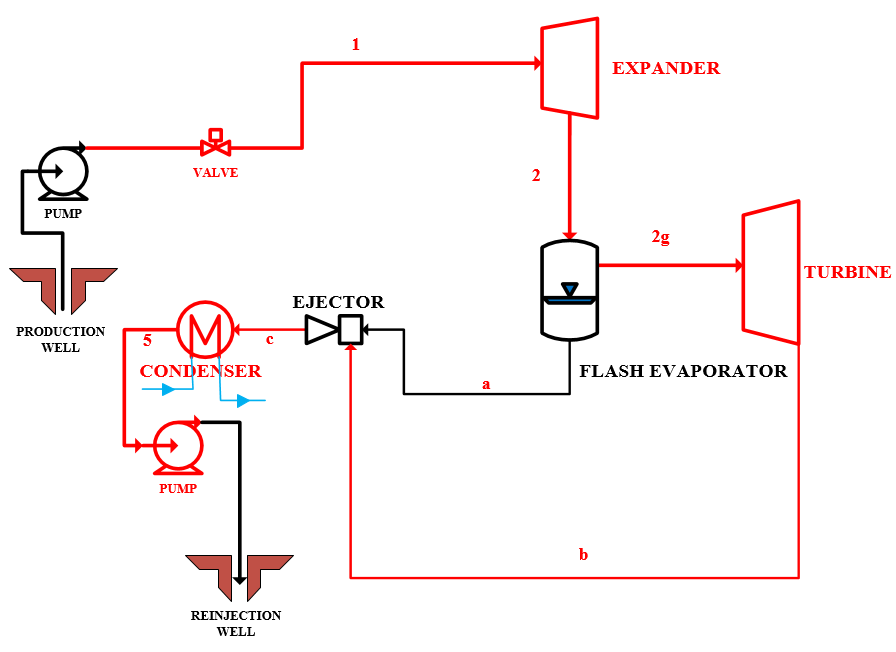 1
EXPANDER
VALVE
2
PUMP
2g
TURBINE
EJECTOR
PRODUCTION
WELL
5
c
CONDENSER
FLASH EVAPORATOR
a
PUMP
b
REINJECTION
WELL